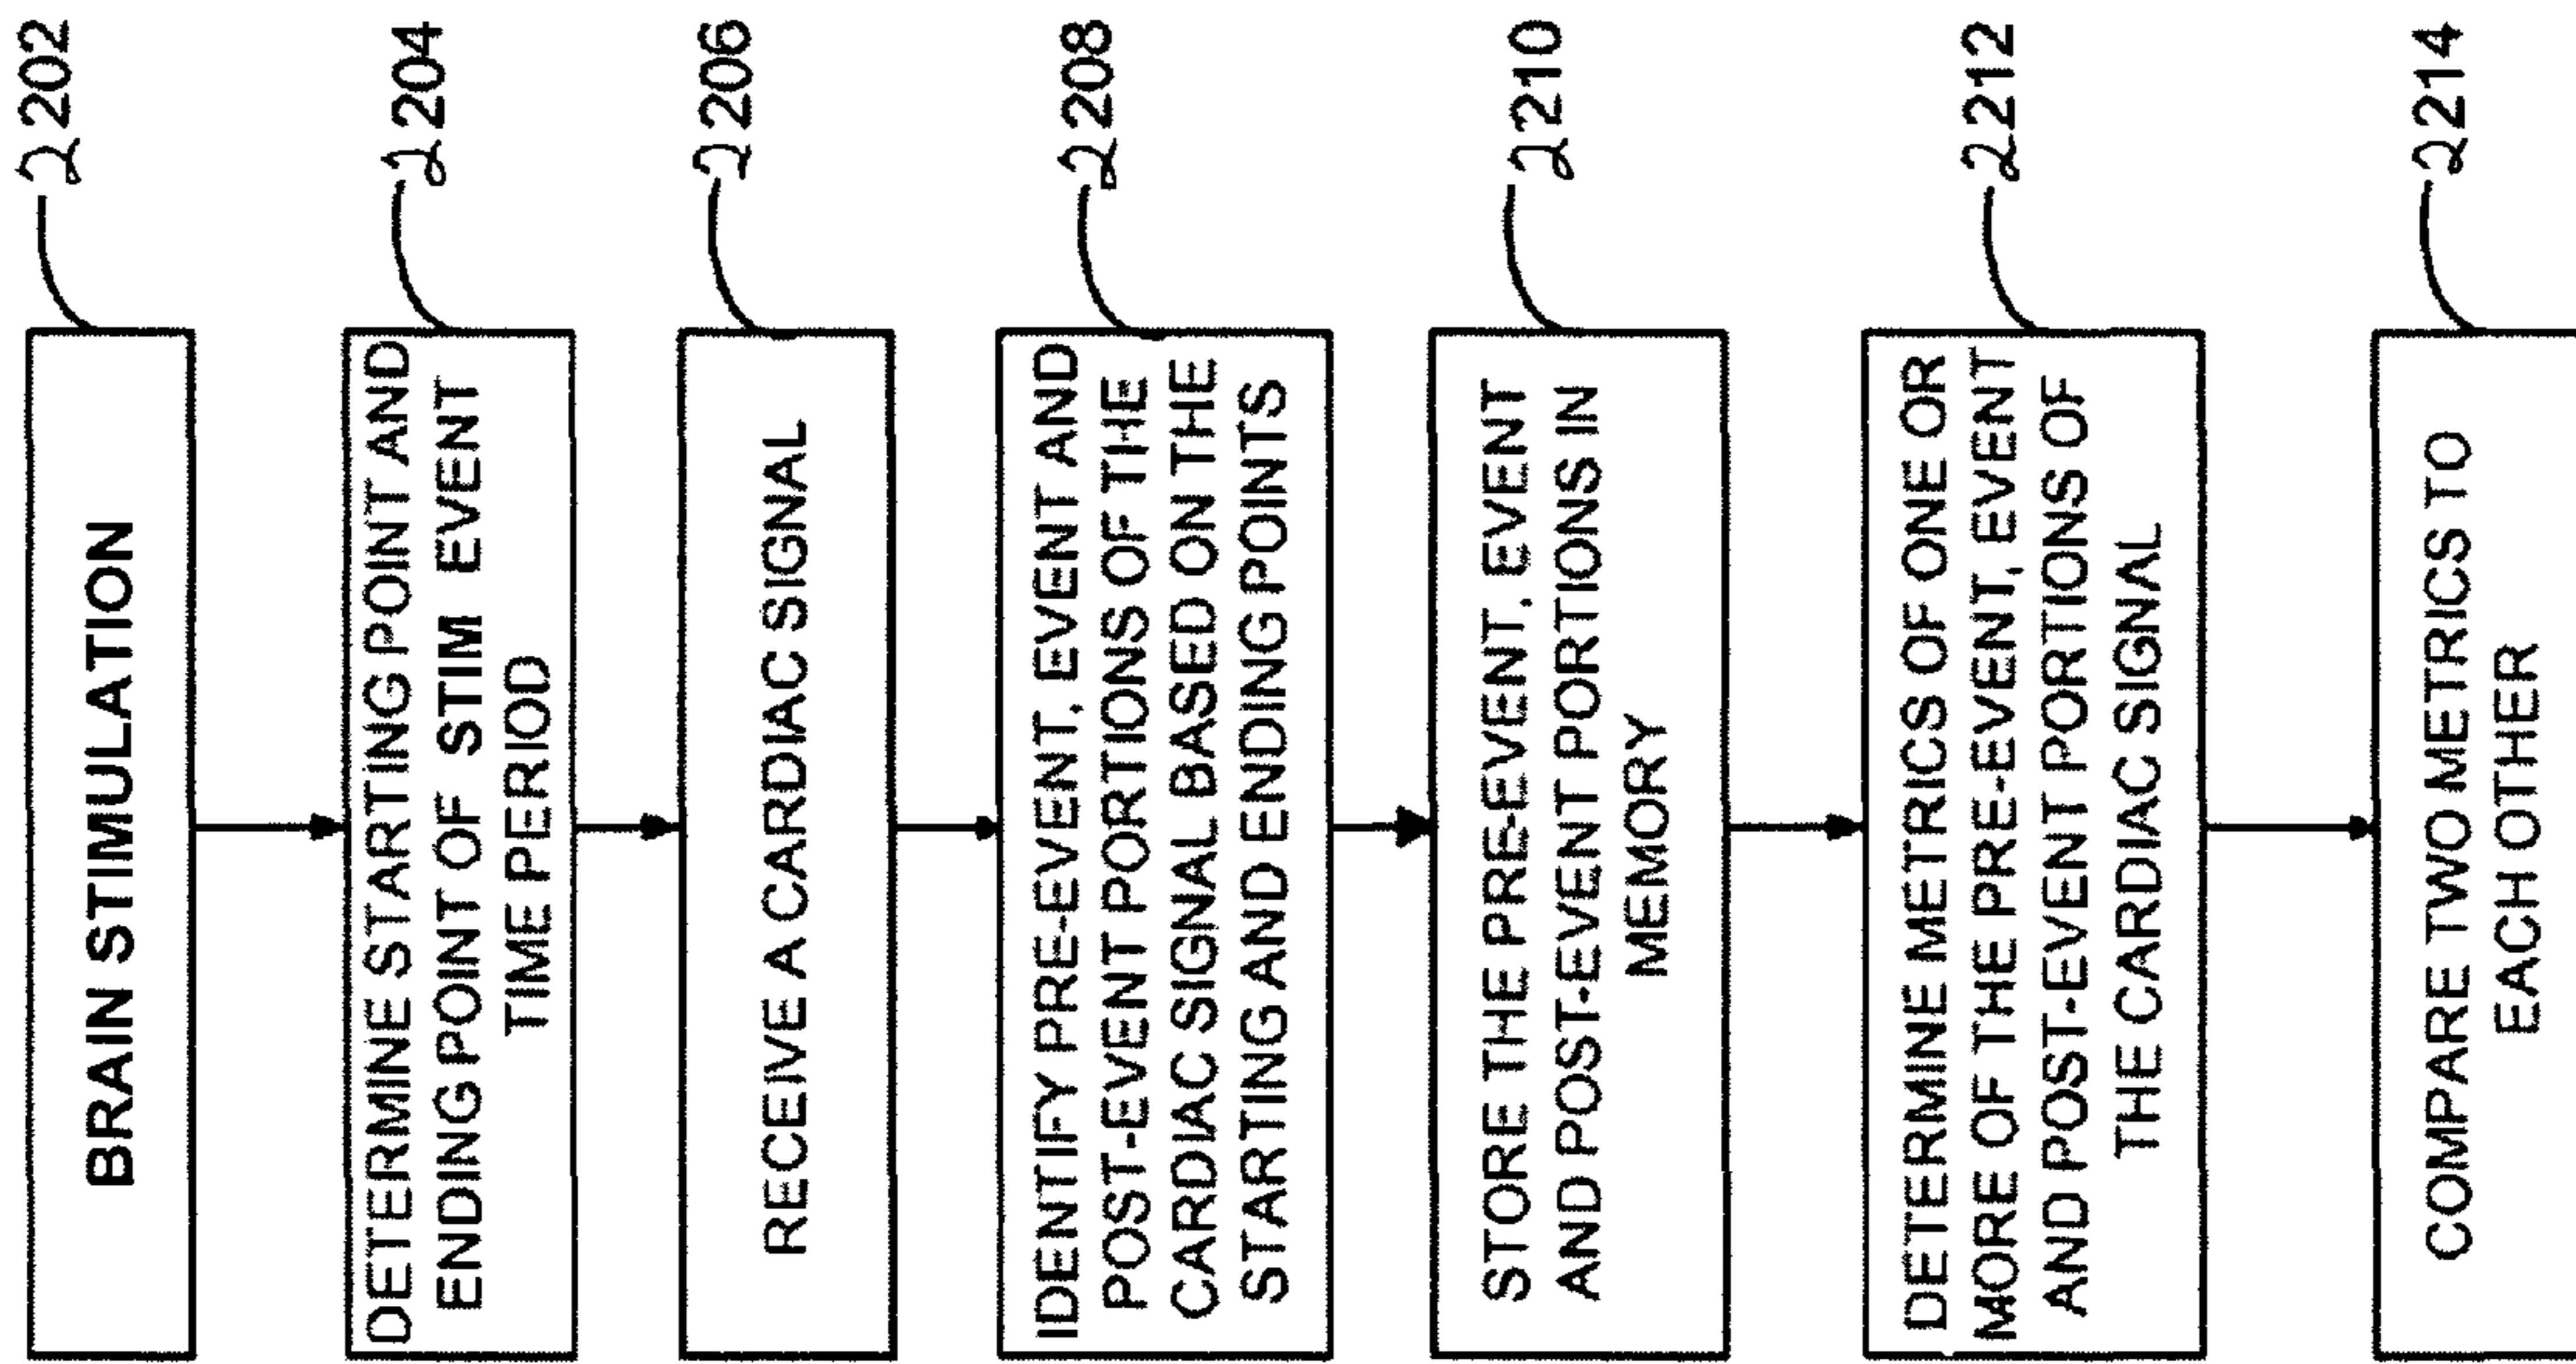 BRAIN STIMULATION
2202
DETERMINE STARTING POINT AND
ENDING POINT OF STIM EVENT
TIME PERIOD
2204
RECEIVE A CARDIAC SIGNAL
2206
IDENTIFY PRE-EVENT, EVENT AND
POST-EVENT PORTIONS OF THE
CARDIAC SIGNAL BASED ON THE
STARTING AND ENDING POINTS
2208
STORE THE PRE-EVENT, EVENT
AND POST-EVENT PORTIONS IN
MEMORY
2210
DETERMINE METRICS OF ONE OR
MORE OF THE PRE-EVENT, EVENT
AND POST-EVENT PORTIONS OF
THE CARDIAC SIGNAL
2212
COMPARE TWO METRICS TO
EACH OTHER
2214